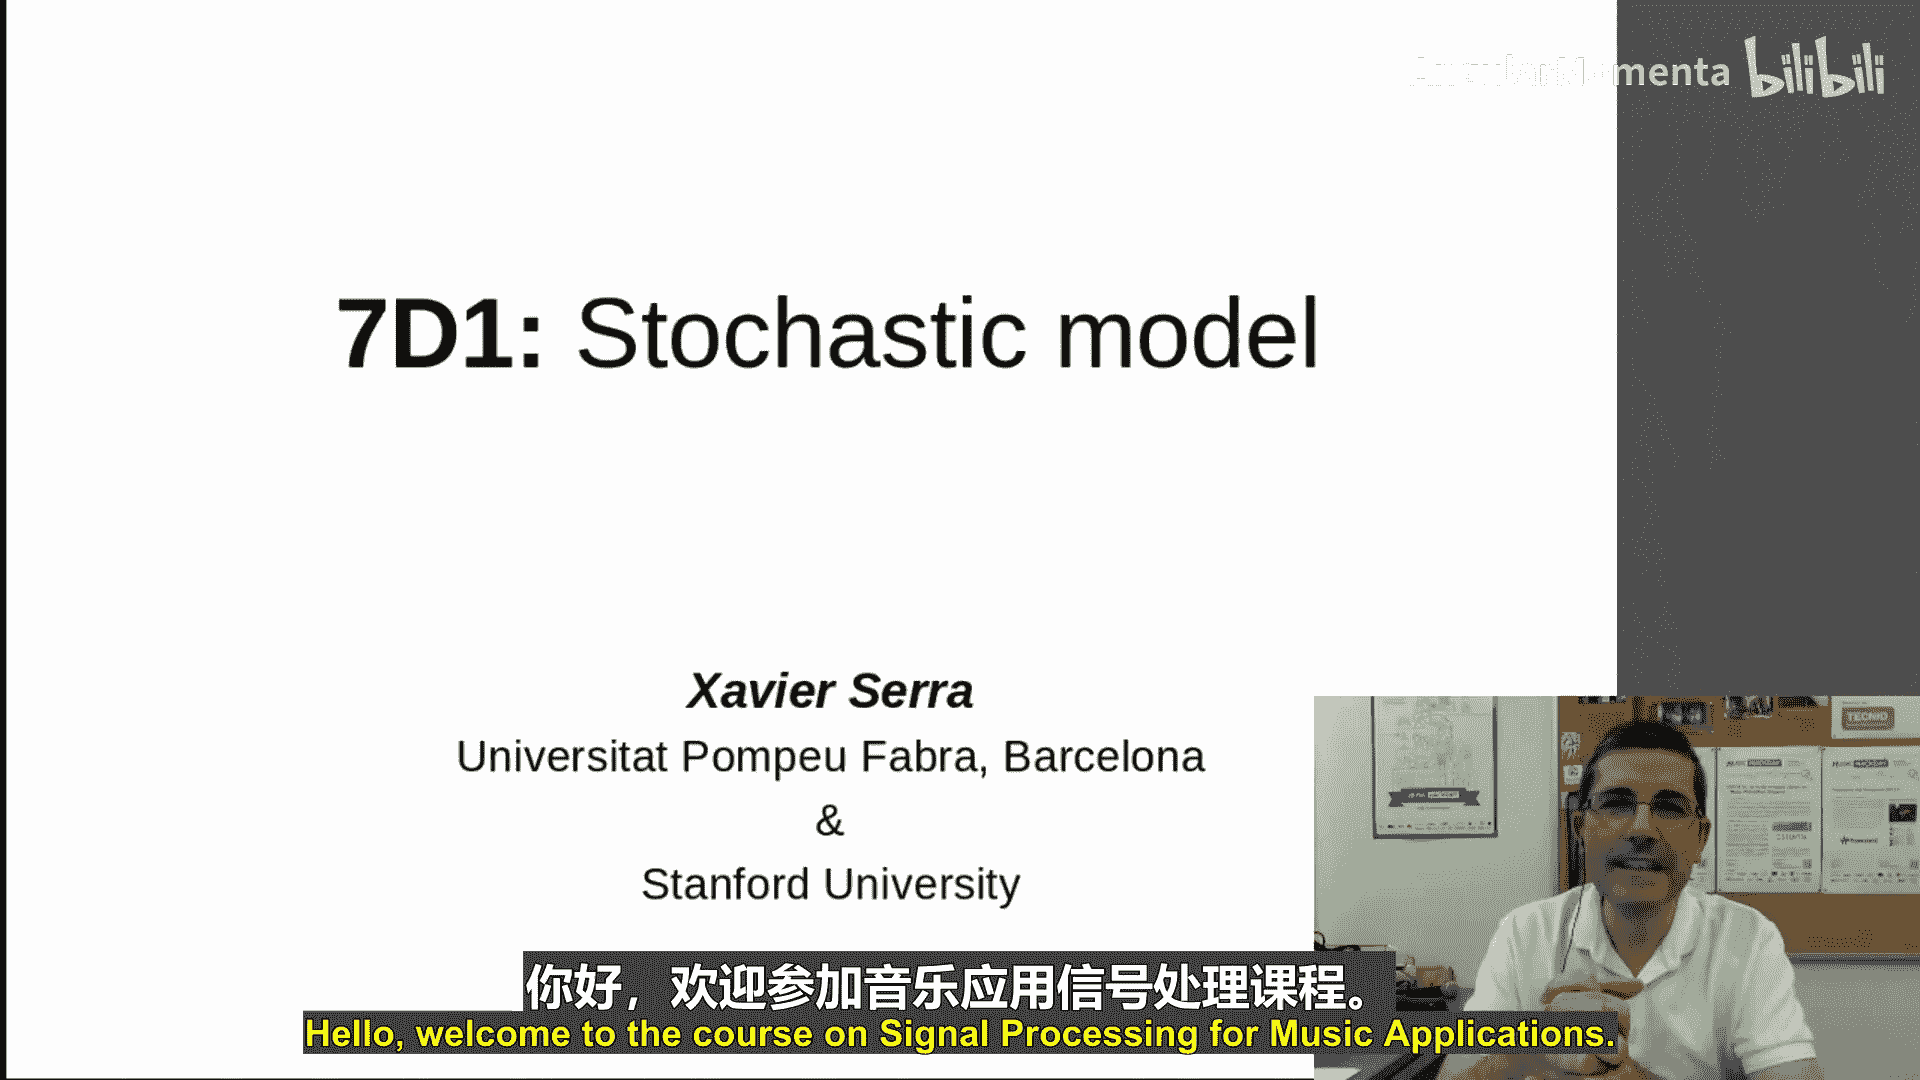 menta bilibili
7D1: Stochastic model
Xavier Serra
Universitat Pompeu Fabra, Barcelona
&
Stanford University
TECNIO
你好，欢迎参加音乐应用信号处理课程。
Hello, welcome to the course on Signal Processing for Music Applications.